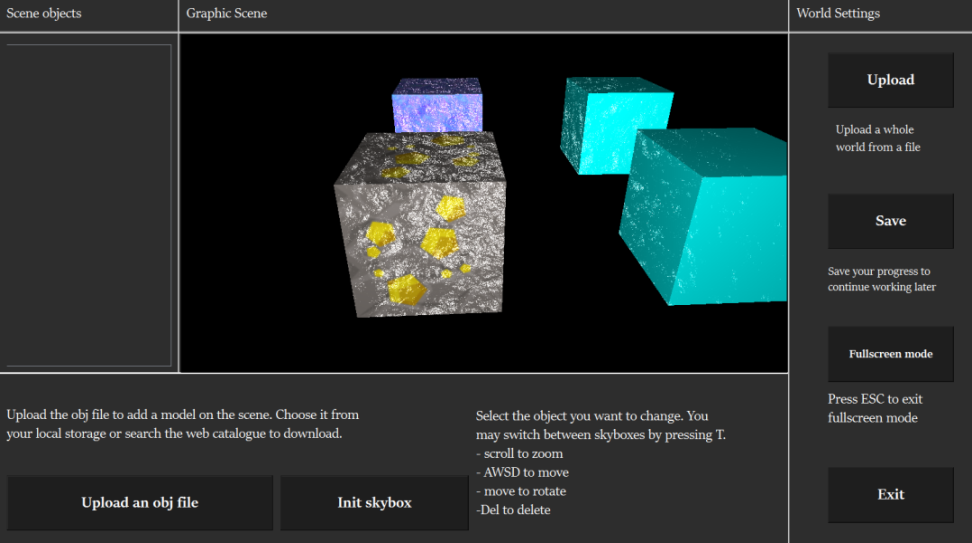 Scene objects
Graphic Scene
World Settings
Upload
Upload a whole
world from a file
Save
Save your progress to
continue working later
Fullscreen mode
Press ESC to exit
fullscreen mode
Exit
Upload the obj file to add a model on the scene. Choose it from
your local storage or search the web catalogue to download.
Upload an obj file
Init skybox
Select the object you want to change. You
may switch between skyboxes by pressing T.
- scroll to zoom
- AWSD to move
- move to rotate
-Del to delete